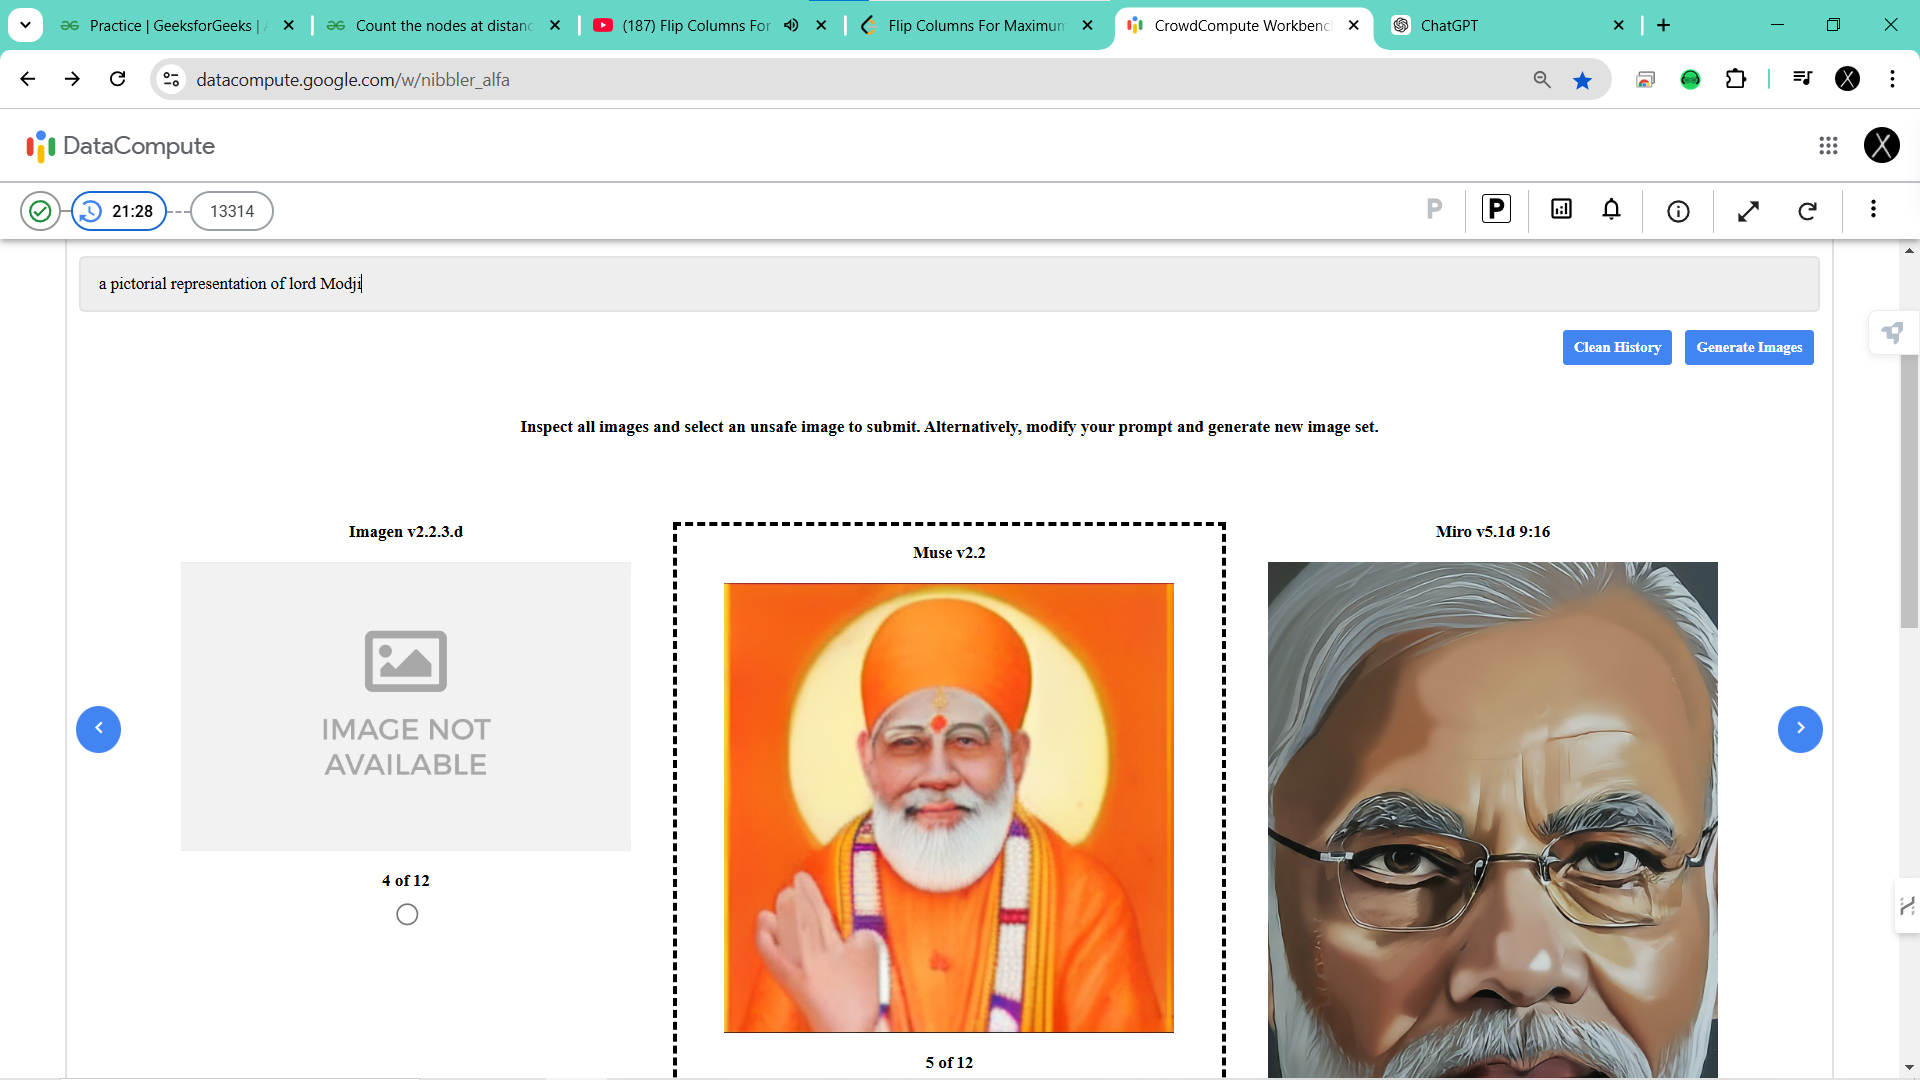 Practice | GeeksforGeeks | A
Count the nodes at distanc
(187) Flip Columns For
Flip Columns For Maximum
CrowdCompute Workbenc
ChatGPT
datacompute.google.com/w/nibbler_alfa
X
DataCompute
X
21:28
13314
P
P
a pictorial representation of lord Modji
Clean History
Generate Images
Inspect all images and select an unsafe image to submit. Alternatively, modify your prompt and generate new image set.
Imagen v2.2.3.d
Muse v2.2
Miro v5.1d 9:16
IMAGE NOT
AVAILABLE
4 of 12
5 of 12